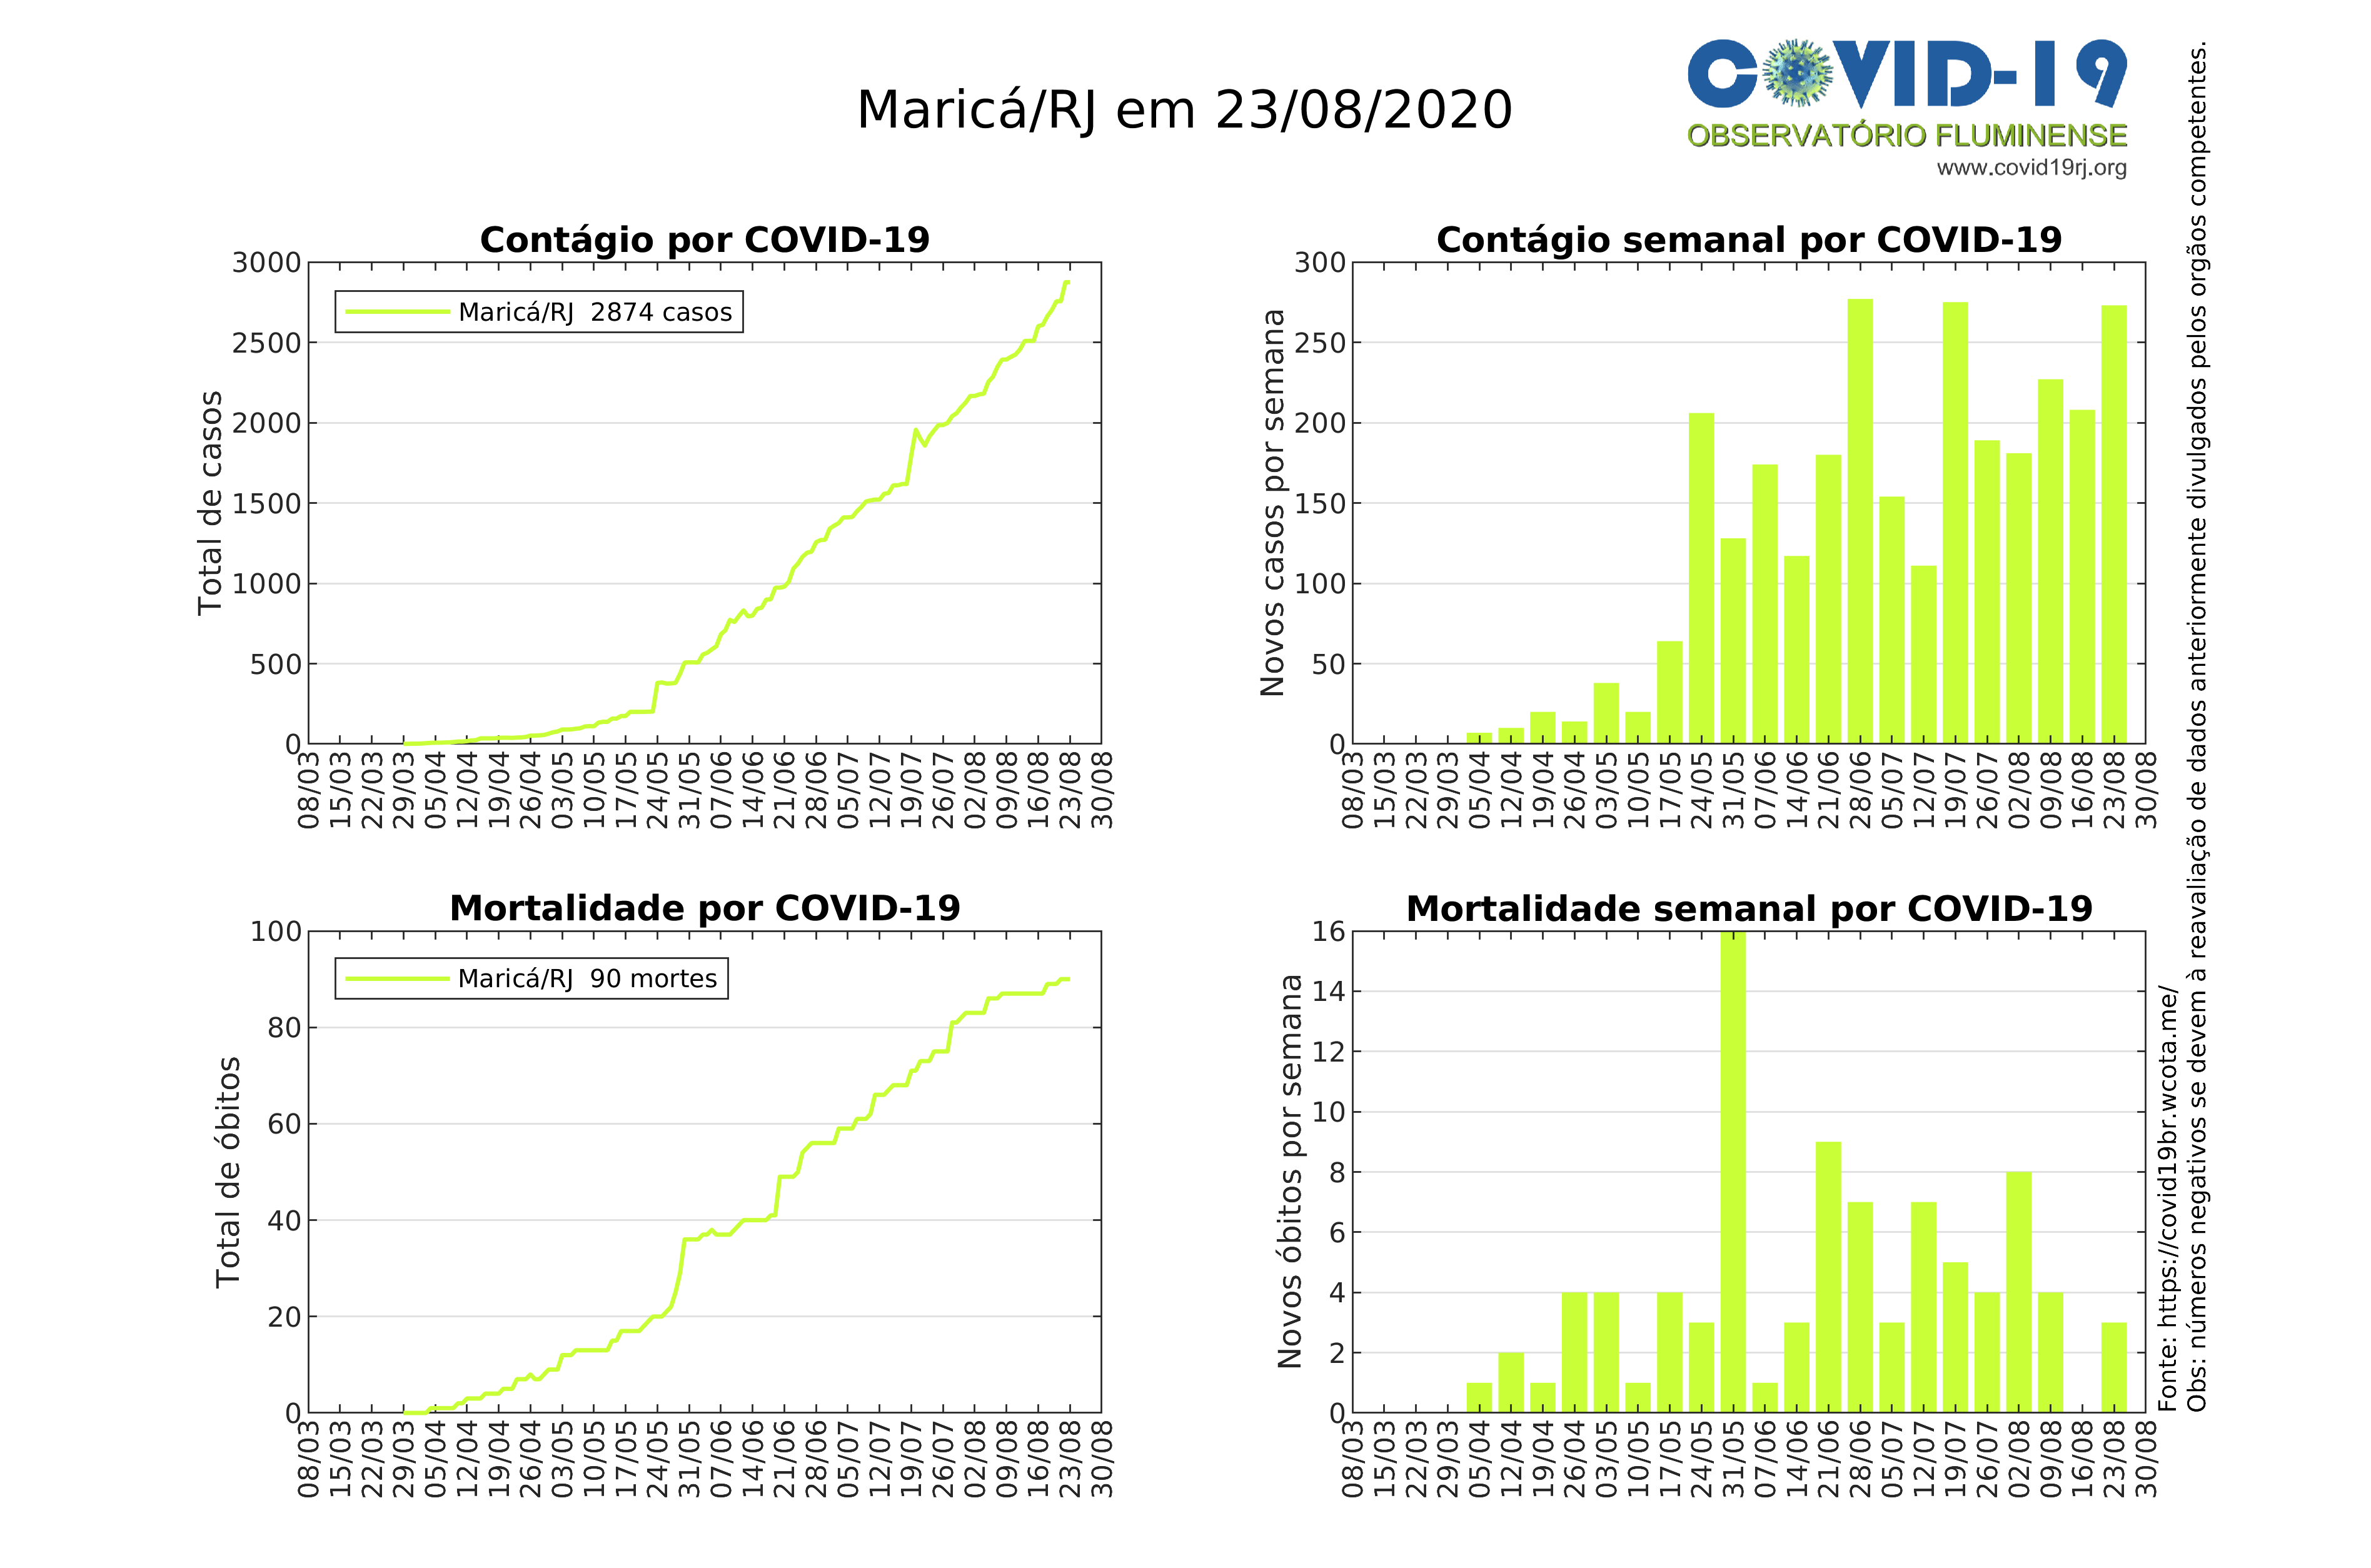 Maricá/RJ em 23/08/2020
COVID-19
OBSERVATÓRIO FLUMINENSE
www.covid19rj.org
Contágio por COVID-19
Total de casos
3000
2500
2000
1500
1000
500
0
Maricá/RJ 2874 casos
08/03 15/03 22/03 29/03 05/04 12/04 19/04 26/04 03/05 10/05 17/05 24/05 31/05 07/06 14/06 21/06 28/06 05/07 12/07 19/07 26/07 02/08 09/08 16/08 23/08 30/08
Contágio semanal por COVID-19
Novos casos por semana
300
250
200
150
100
50
0
08/03 15/03 22/03 29/03 05/04 12/04 19/04 26/04 03/05 10/05 17/05 24/05 31/05 07/06 14/06 21/06 28/06 05/07 12/07 19/07 26/07 02/08 09/08 16/08 23/08 30/08
Mortalidade por COVID-19
Total de óbitos
100
80
60
40
20
0
Maricá/RJ 90 mortes
08/03 15/03 22/03 29/03 05/04 12/04 19/04 26/04 03/05 10/05 17/05 24/05 31/05 07/06 14/06 21/06 28/06 05/07 12/07 19/07 26/07 02/08 09/08 16/08 23/08 30/08
Mortalidade semanal por COVID-19
Novos óbitos por semana
16
14
12
10
8
6
4
2
0
08/03 15/03 22/03 29/03 05/04 12/04 19/04 26/04 03/05 10/05 17/05 24/05 31/05 07/06 14/06 21/06 28/06 05/07 12/07 19/07 26/07 02/08 09/08 16/08 23/08 30/08
Fonte: https://covid19br.wcota.me/
Obs: números negativos se devem à reavaliação de dados anteriormente divulgados pelos orgãos competentes.